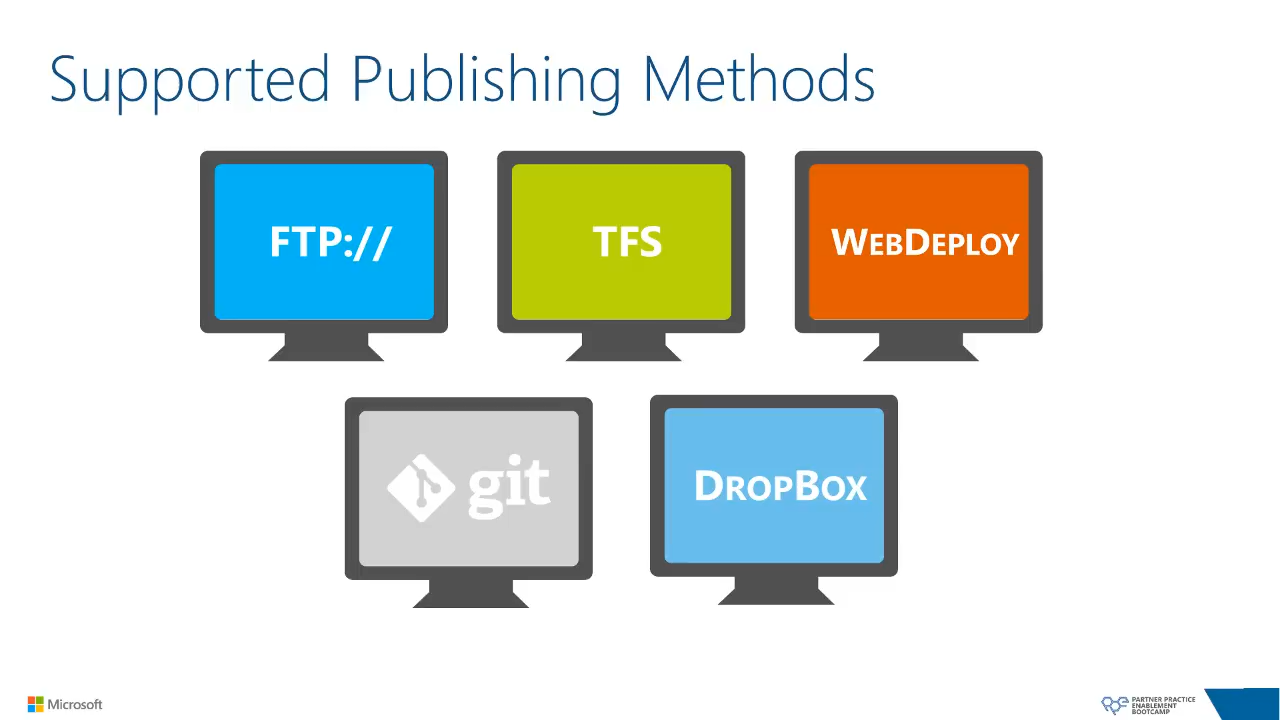 Supported Publishing Methods
FTP://
TFS
WEBDEPLOY
git
DROPBOX
Microsoft
PARTNER PRACTICE
ENABLEMENT
BOOTCAMP